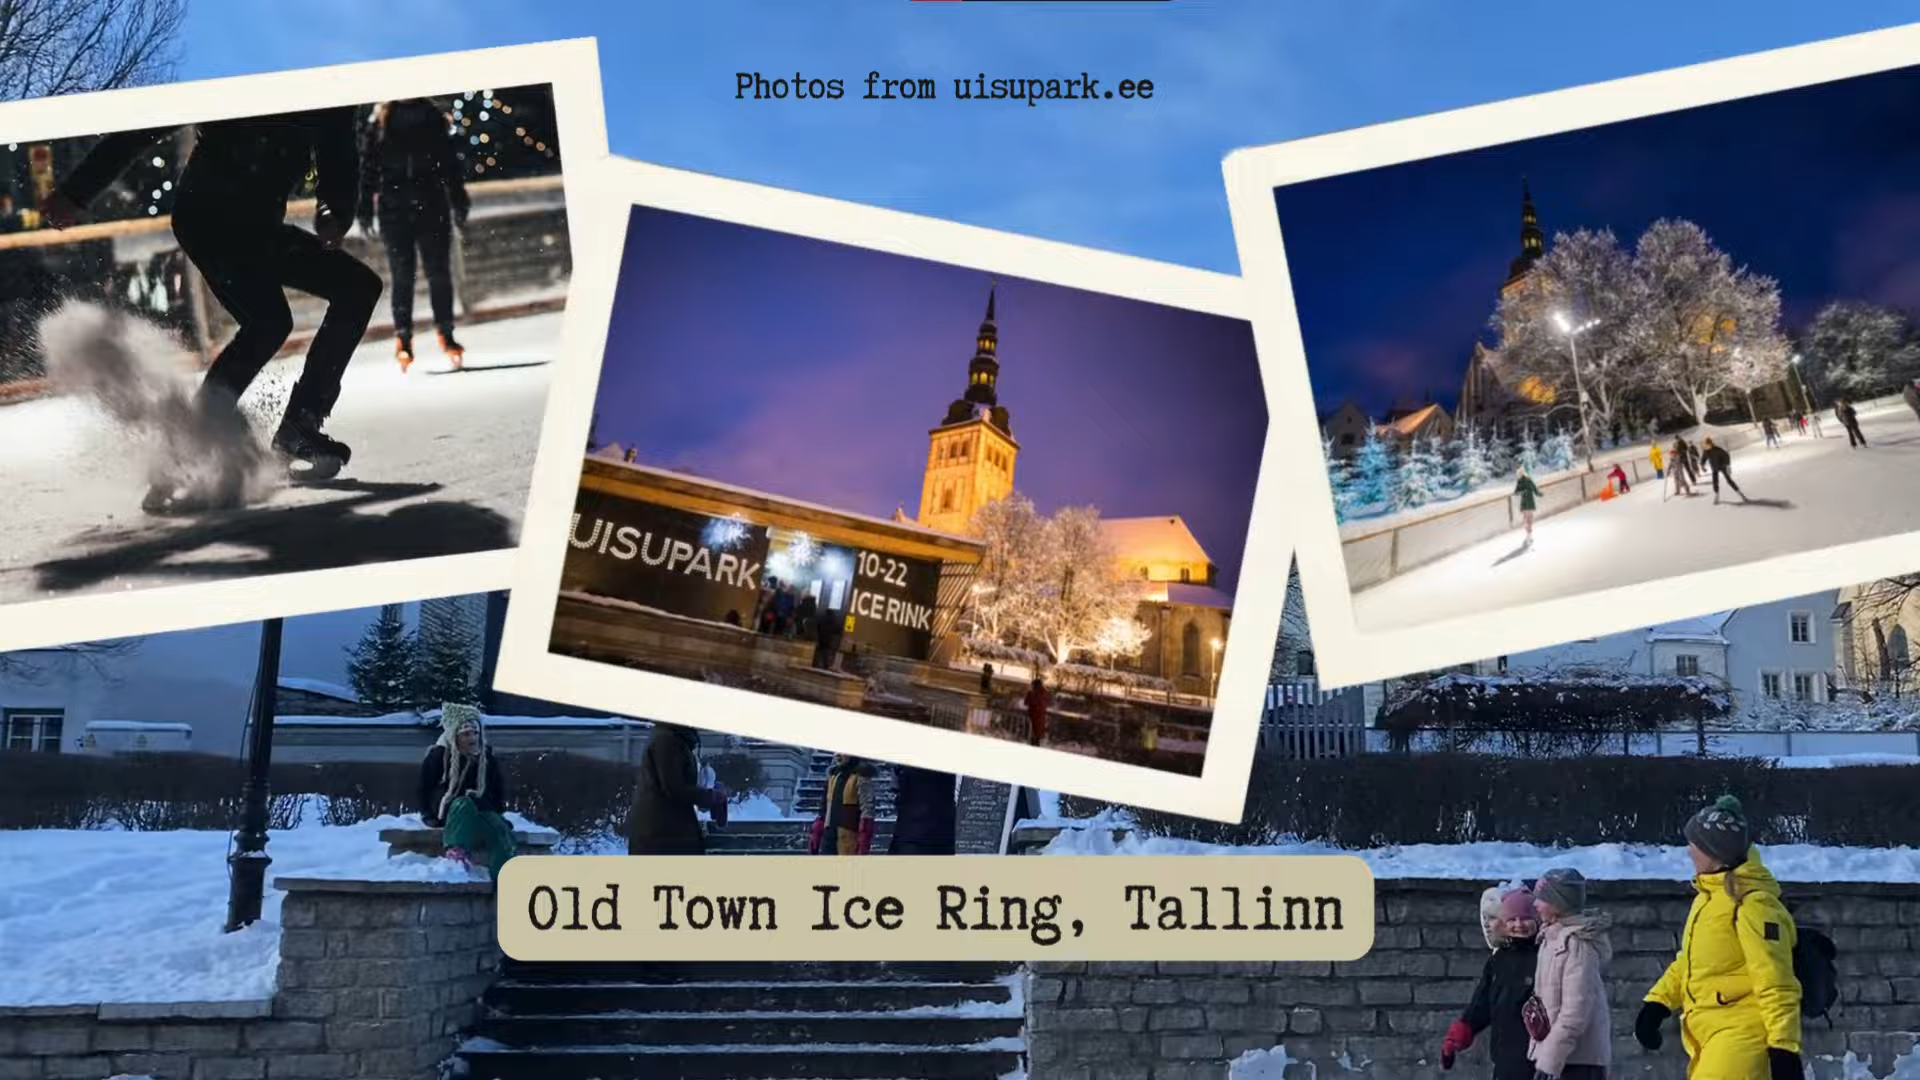 Photos from uisupark.ee
UISUPARK
10-22
ICE RINK
Old Town Ice Ring, Tallinn